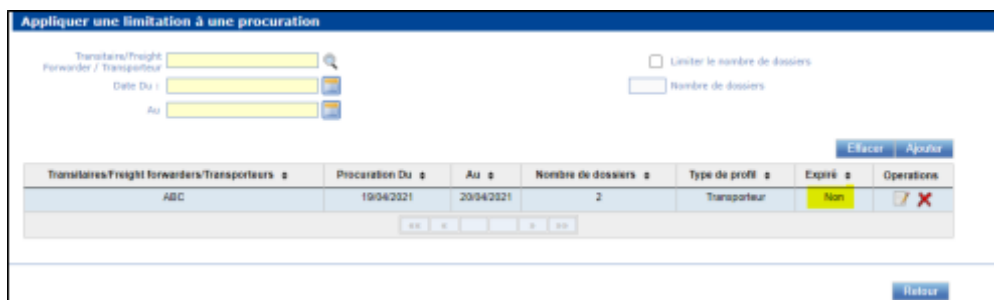 Appliquer une limitation à une procuration
Transitaire/Freight
Forwarder / Transporteur
Limiter le nombre de dossiers
Date Du :
Nombre de dossiers
Au
Effacer Ajouter
Transitaires/Freight forwarders/Transporteurs Procuration Du Au Nombre de dossiers Type de profil Expiré Operations
ABC 19/04/2021 20/04/2021 2 Transporteur Non
Retour